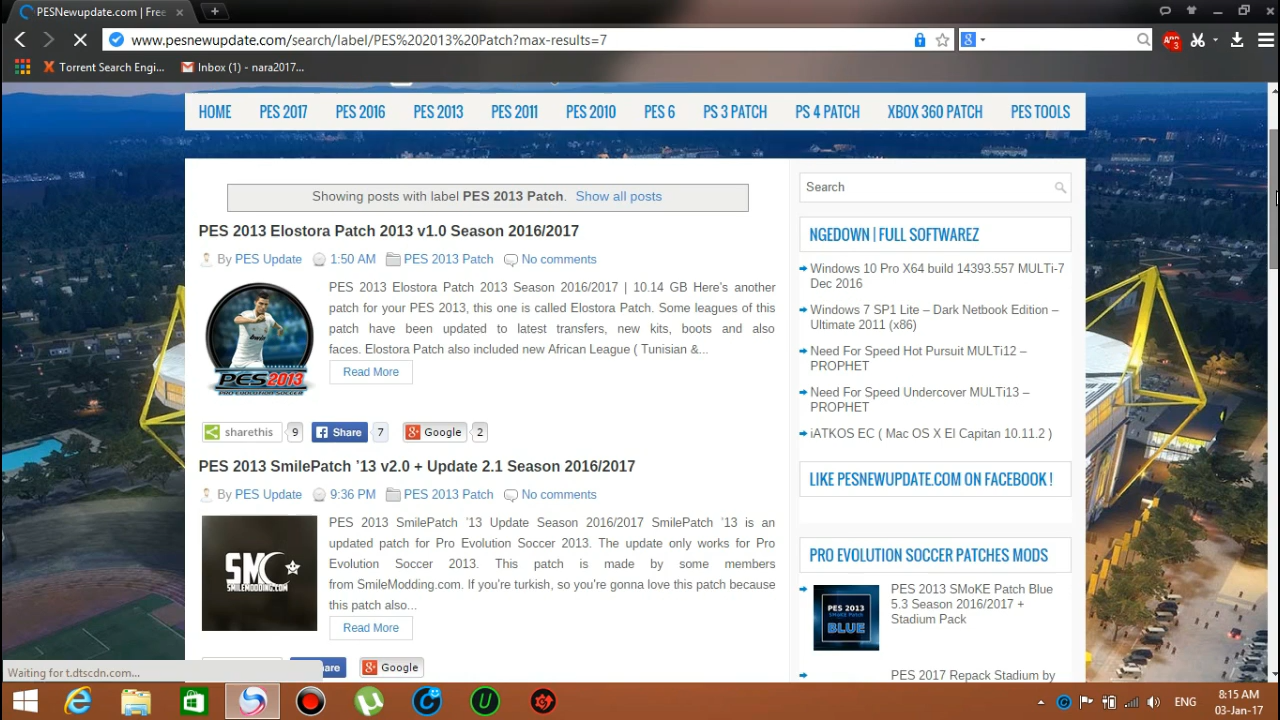 PESNewupdate.com | Free
www.pesnewupdate.com/search/label/PES%202013%20Patch?max-results=7
Torrent Search Engi...
Inbox (1) - nara2017...
HOME PES 2017 PES 2016 PES 2013 PES 2011 PES 2010 PES 6 PS 3 PATCH PS 4 PATCH XBOX 360 PATCH PES TOOLS
Showing posts with label PES 2013 Patch. Show all posts
PES 2013 Elostora Patch 2013 v1.0 Season 2016/2017
By PES Update 1:50 AM PES 2013 Patch No comments
PES 2013 Elostora Patch 2013 Season 2016/2017 | 10.14 GB Here's another
patch for your PES 2013, this one is called Elostora Patch. Some leagues of this
patch have been updated to latest transfers, new kits, boots and also
faces. Elostora Patch also included new African League ( Tunisian &...
Read More
PES2013
PRO EVOLUTION SOCCER
sharethis 9 Share 7 Google 2
PES 2013 SmilePatch '13 v2.0 + Update 2.1 Season 2016/2017
By PES Update 9:36 PM PES 2013 Patch No comments
PES 2013 SmilePatch '13 Update Season 2016/2017 SmilePatch '13 is an
updated patch for Pro Evolution Soccer 2013. The update only works for Pro
Evolution Soccer 2013. This patch is made by some members
from SmileModding.com. If you're turkish, so you're gonna love this patch because
this patch also...
Read More
SMC
SMILEMODDING.COM
are Google
Search
NGEDOWN | FULL SOFTWAREZ
Windows 10 Pro X64 build 14393.557 MULTi-7
Dec 2016
Windows 7 SP1 Lite – Dark Netbook Edition –
Ultimate 2011 (x86)
Need For Speed Hot Pursuit MULTi12 –
PROPHET
Need For Speed Undercover MULTi13 –
PROPHET
iATKOS EC ( Mac OS X El Capitan 10.11.2 )
LIKE PESNEWUPDATE.COM ON FACEBOOK !
PRO EVOLUTION SOCCER PATCHES MODS
PES 2013
SMoKE Patch
BLUE
PES 2013 SMoKE Patch Blue
5.3 Season 2016/2017 +
Stadium Pack
PES 2017 Repack Stadium by
Waiting for t.dtscdn.com...
ENG
8:15 AM
03-Jan-17